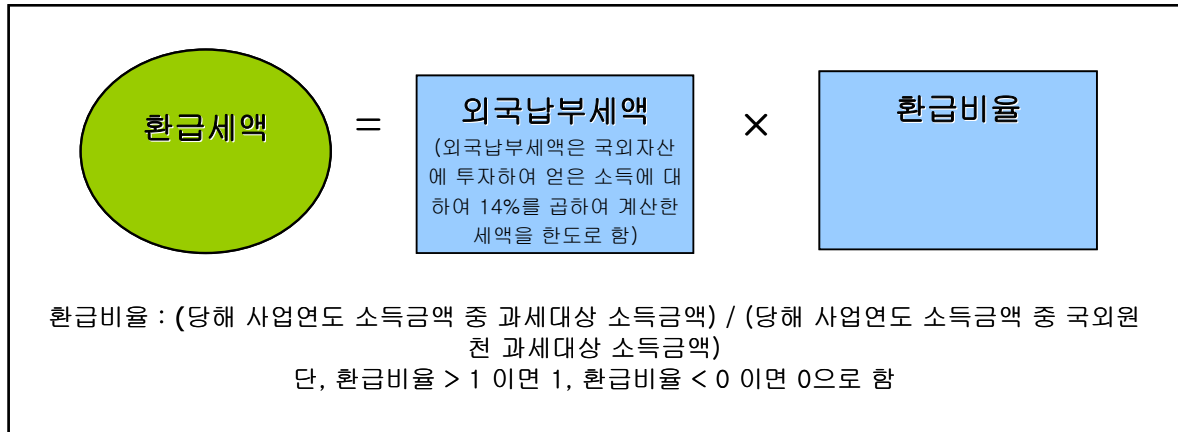 환급세액
=
외국납부세액
(외국납부세액은 국외자산
에 투자하여 얻은 소득에 대
하여 14%를 곱하여 계산한
세액을 한도로 함)
×
환급비율
환급비율 : (당해 사업연도 소득금액 중 과세대상 소득금액) / (당해 사업연도 소득금액 중 국외원
천 과세대상 소득금액)
단, 환급비율 > 1 이면 1, 환급비율 < 0 이면 0으로 함